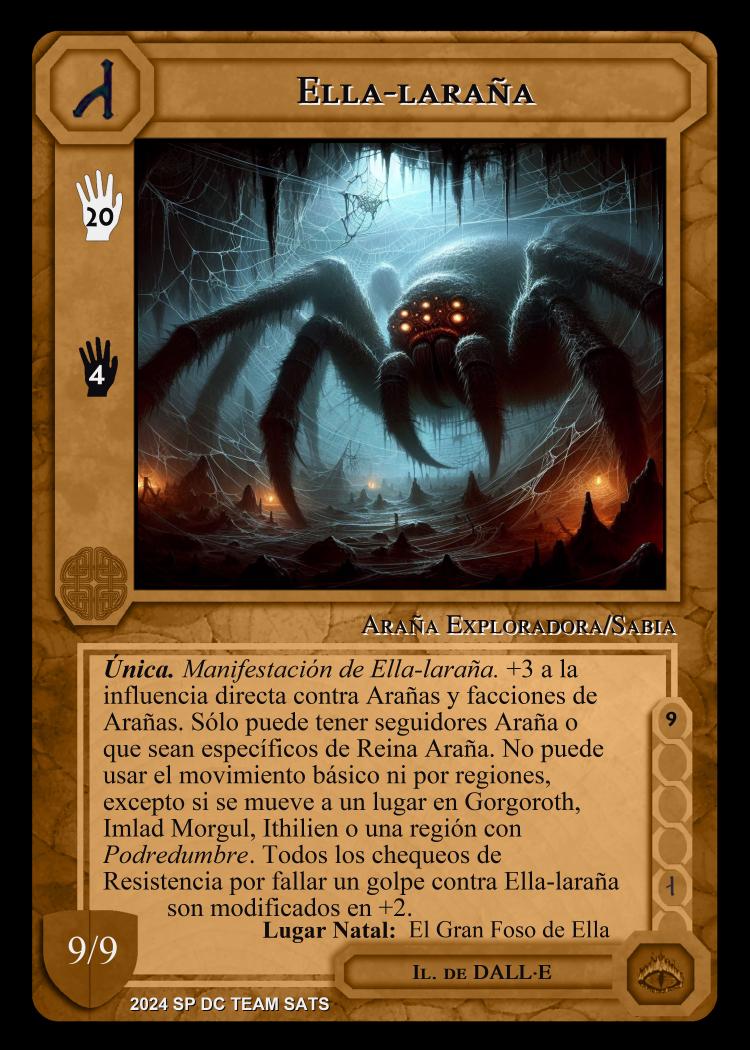 Ella-laraña
20
4
Araña Exploradora/Sabia
Única. Manifestación de Ella-laraña. +3 a la
influencia directa contra Arañas y facciones de
Arañas. Sólo puede tener seguidores Araña o
que sean específicos de Reina Araña. No puede
usar el movimiento básico ni por regiones,
excepto si se mueve a un lugar en Gorgoroth,
Imlad Morgul, Ithilien o una región con
Podredumbre. Todos los chequeos de
Resistencia por fallar un golpe contra Ella-laraña
son modificados en +2.
9
Lugar Natal: El Gran Foso de Ella
9/9
Il. de DALL·E
2024 SP DC TEAM SATS